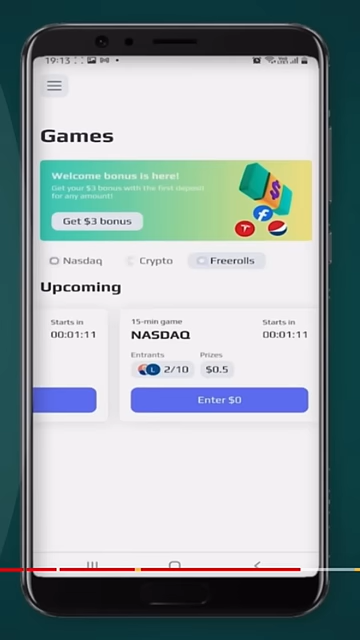 19:13
Games
Welcome bonus is here!
Get your $3 bonus with the first deposit
for any amount!
Get $3 bonus
Nasdaq
Crypto
Freerolls
Upcoming
Starts in
00:01:11
15-min game
Starts in
NASDAQ
00:01:11
Entrants
Prizes
L
2/10
$0.5
Enter $0